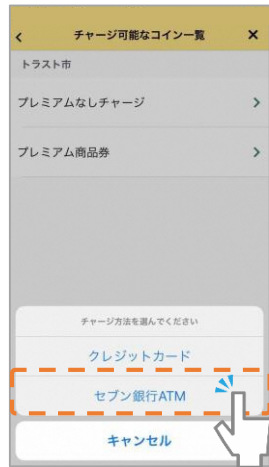 チャージ可能なコイン一覧
トラスト市
プレミアムなしチャージ
プレミアム商品券
チャージ方法を選んでください
クレジットカード
セブン銀行ATM
キャンセル